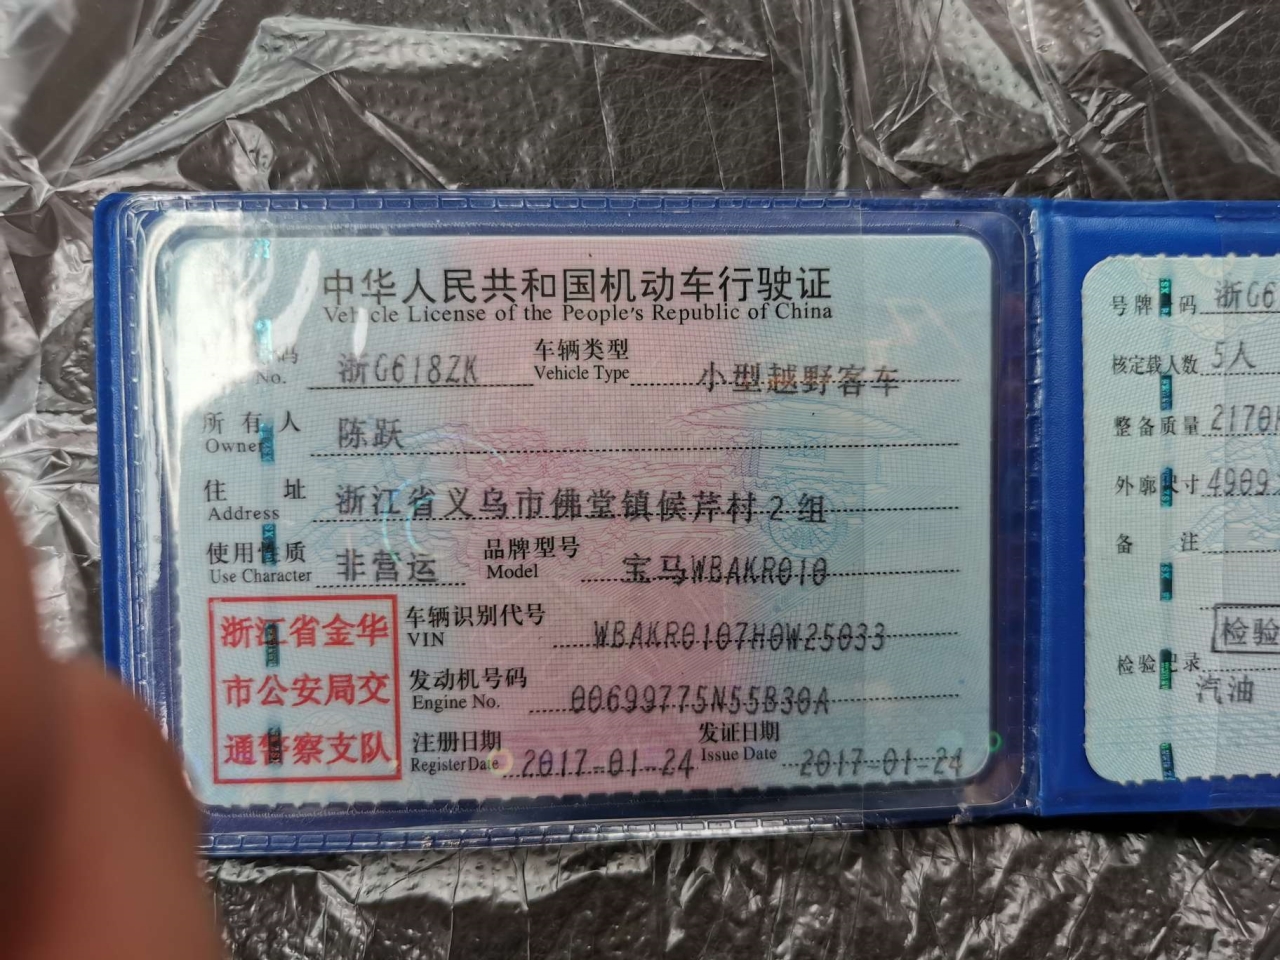 中华人民共和国机动车行驶证
Vehicle License of the People's Republic of China
码 浙G618ZK 车辆类型 小型越野客车
No. Vehicle Type
所有人 陈跃
Owner
住址 浙江省义乌市佛堂镇候芹村2组
Address
使用性质 非营运 品牌型号 宝马WBAKR010
Use Character Model
浙江省金华
市公安局交
通警察支队
车辆识别代号 WBAKR0107H0W25033
VIN
发动机号码 00699775N55B30A
Engine No.
注册日期 2017-01-24 发证日期 2017-01-24
Register Date Issue Date
号牌 码 浙G6
核定载人数 5人
整备质量 2170K
外廓尺寸 4909
备注
检验
检验记录
汽油